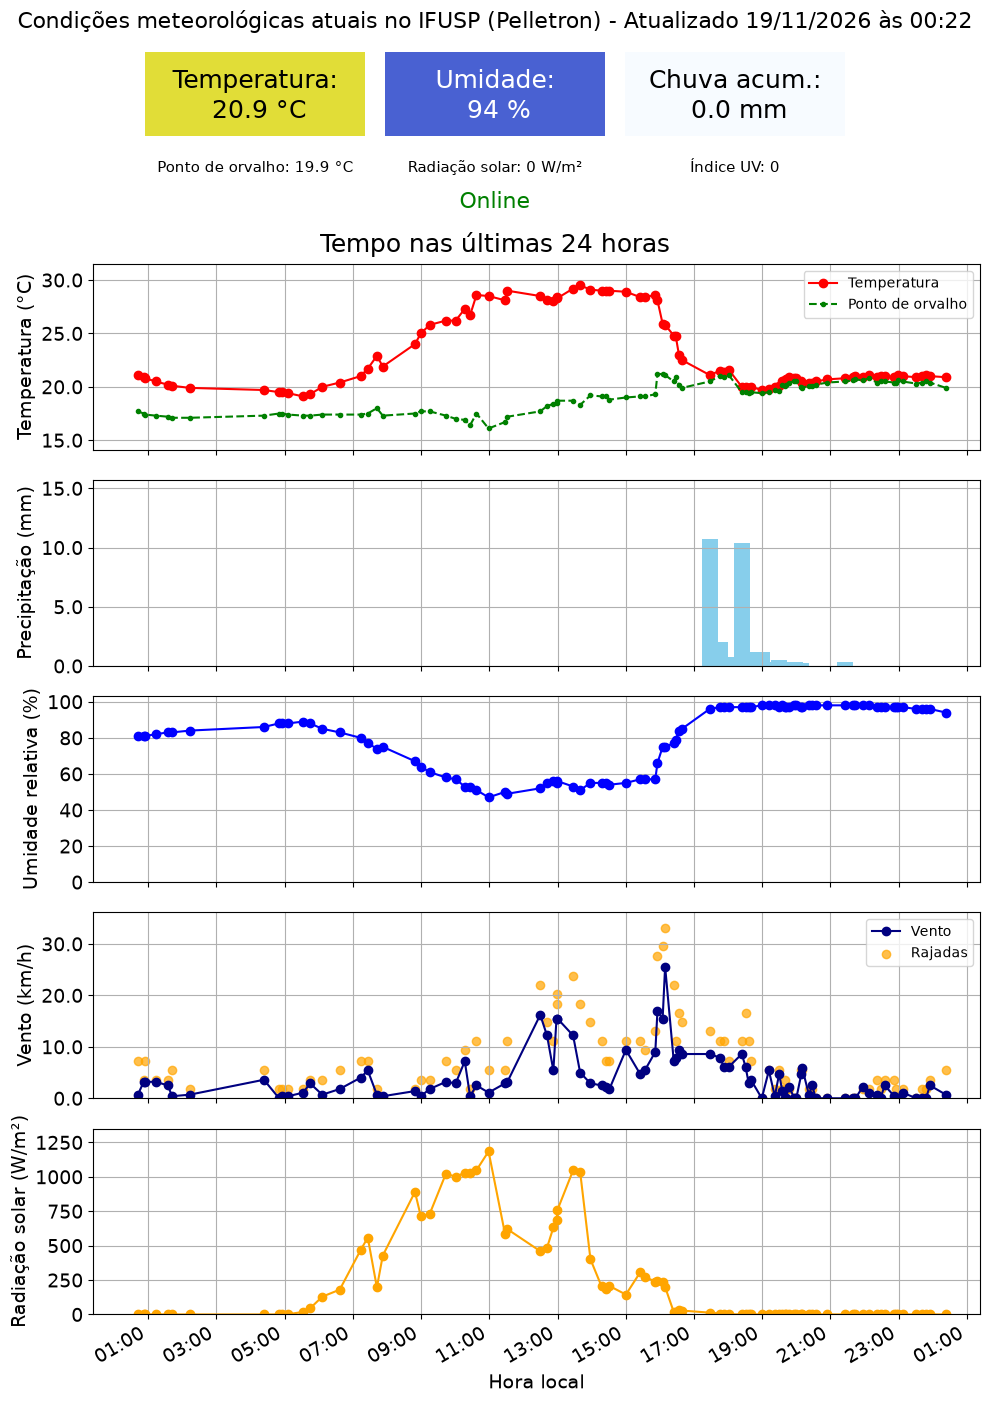 Condições meteorológicas atuais no IFUSP (Pelletron) - Atualizado 19/11/2026 às 00:22
Temperatura:
20.9 °C
Umidade:
94 %
Chuva acum.:
0.0 mm
Ponto de orvalho: 19.9 °C
Radiação solar: 0 W/m²
Índice UV: 0
Online
Tempo nas últimas 24 horas
Temperatura (°C)
30.0
25.0
20.0
15.0
Temperatura
Ponto de orvalho
Precipitação (mm)
15.0
10.0
5.0
0.0
Umidade relativa (%)
100
80
60
40
20
0
Vento (km/h)
30.0
20.0
10.0
0.0
Vento
Rajadas
Radiação solar (W/m²)
1250
1000
750
500
250
0
01:00
03:00
05:00
07:00
09:00
11:00
13:00
15:00
17:00
19:00
21:00
23:00
01:00
Hora local